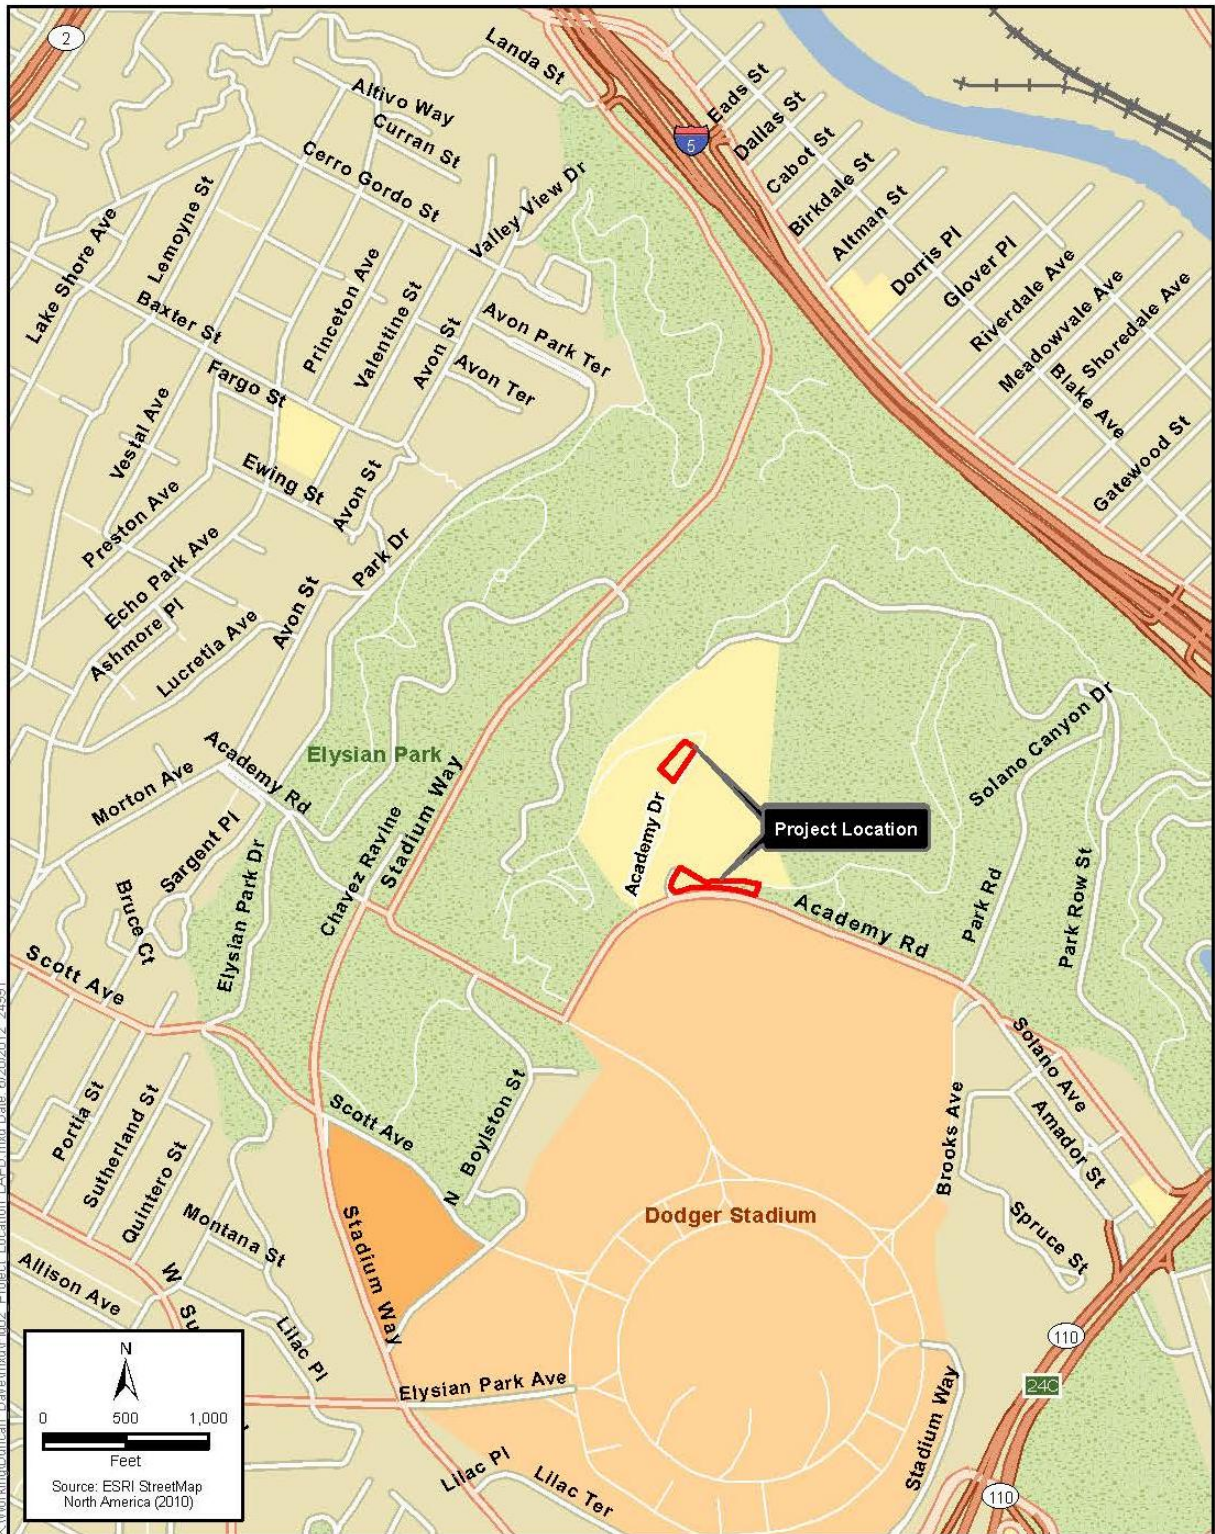 2
Landa St
Altivo Way
Curran St
Cerro Gordo St
Valley View Dr
5
Eads St
Dallas St
Cabot St
Birkdale St
Altman St
Dorris Pl
Glover Pl
Riverdale Ave
Meadowvale Ave
Shoredale Ave
Blake Ave
Gatewood St
Lake Shore Ave
Lemoyne St
Baxter St
Princeton Ave
Valentine St
Avon St
Avon Park Ter
Avon Ter
Fargo St
Vestal Ave
Ewing St
Avon St
Preston Ave
Park Dr
Echo Park Ave
Avon St
Ashmore Pl
Lucretia Ave
Elysian Park
Academy Rd
Morton Ave
Sargent Pl
Chavez Ravine
Stadium Way
Solano Canyon Dr
Academy Dr
Project Location
Academy Rd
Park Rd
Park Row St
Bruce Ct
Elysian Park Dr
Scott Ave
Solano Ave
Amador St
Brooks Ave
Spruce St
Portia St
Sutherland St
Quintero St
Scott Ave
N Boylston St
Montana St
Stadium Way
Dodger Stadium
Allison Ave
W Su
Lilac Pl
110
24C
Elysian Park Ave
Stadium Way
Lilac Pl
Lilac Ter
110
N
0 500 1,000
Feet
Source: ESRI StreetMap
North America (2010)